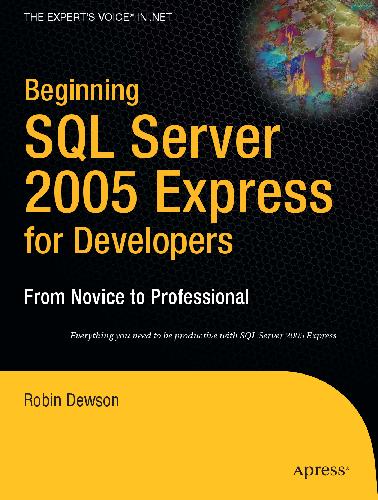 THE EXPERT'S VOICE® IN .NET
Beginning
SQL Server
2005 Express
for Developers
From Novice to Professional
Everything you need to be productive with SQL Server 2005 Express
Robin Dewson
Apress®